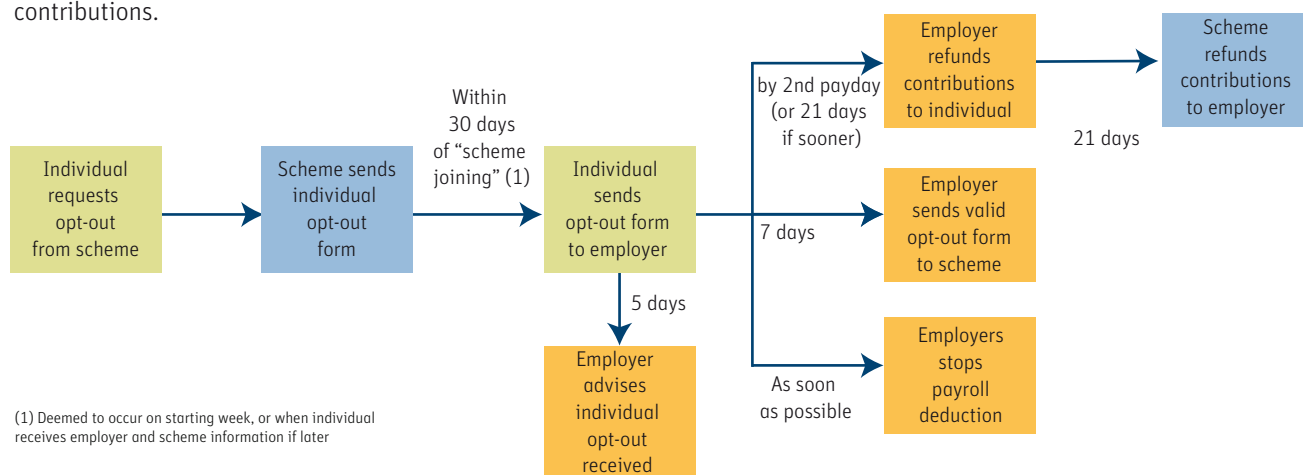 contributions.
Individual
requests
opt-out
from scheme
Scheme sends
individual
opt-out
form
Within
30 days
of “scheme
joining” (1)
Individual
sends
opt-out form
to employer
5 days
Employer
advises
individual
opt-out
received
by 2nd payday
(or 21 days
if sooner)
Employer
refunds
contributions
to individual
21 days
Scheme
refunds
contributions
to employer
7 days
Employer
sends valid
opt-out form
to scheme
As soon
as possible
Employers
stops
payroll
deduction
(1) Deemed to occur on starting week, or when individual
receives employer and scheme information if later